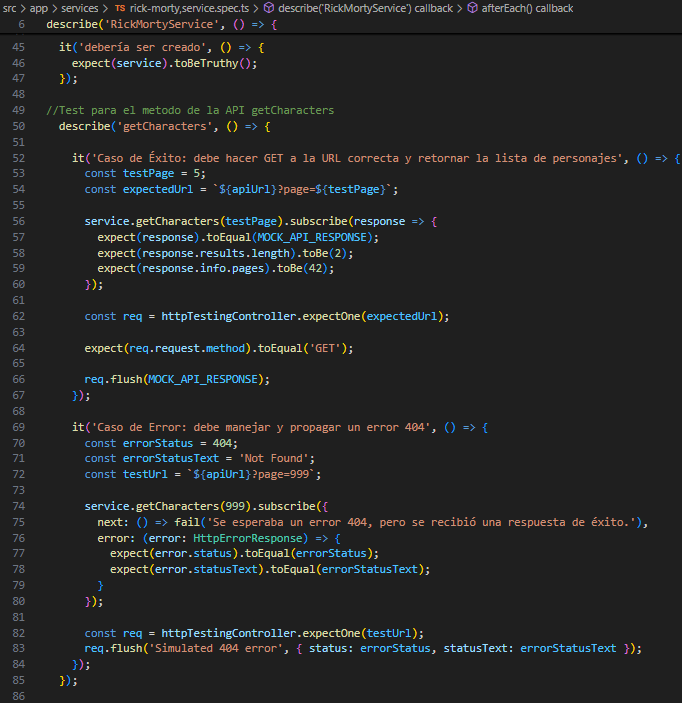 src > app > services > TS rick-morty,service.spec.ts > describe('RickMortyService') callback > afterEach() callback
6 describe('RickMortyService', () => {
45 it('debería ser creado', () => {
46 expect(service).toBeTruthy();
47 });
48
49 //Test para el metodo de la API getCharacters
50 describe('getCharacters', () => {
51
52 it('Caso de Éxito: debe hacer GET a la URL correcta y retornar la lista de personajes', () => {
53 const testPage = 5;
54 const expectedUrl = `${apiUrl}?page=${testPage}`;
55
56 service.getCharacters(testPage).subscribe(response => {
57 expect(response).toEqual(MOCK_API_RESPONSE);
58 expect(response.results.length).toBe(2);
59 expect(response.info.pages).toBe(42);
60 });
61
62 const req = httpTestingController.expectOne(expectedUrl);
63
64 expect(req.request.method).toEqual('GET');
65
66 req.flush(MOCK_API_RESPONSE);
67 });
68
69 it('Caso de Error: debe manejar y propagar un error 404', () => {
70 const errorStatus = 404;
71 const errorStatusText = 'Not Found';
72 const testUrl = `${apiUrl}?page=999`;
73
74 service.getCharacters(999).subscribe({
75 next: () => fail('Se esperaba un error 404, pero se recibió una respuesta de éxito.'),
76 error: (error: HttpErrorResponse) => {
77 expect(error.status).toEqual(errorStatus);
78 expect(error.statusText).toEqual(errorStatusText);
79 }
80 });
81
82 const req = httpTestingController.expectOne(testUrl);
83 req.flush('Simulated 404 error', { status: errorStatus, statusText: errorStatusText });
84 });
85 });
86